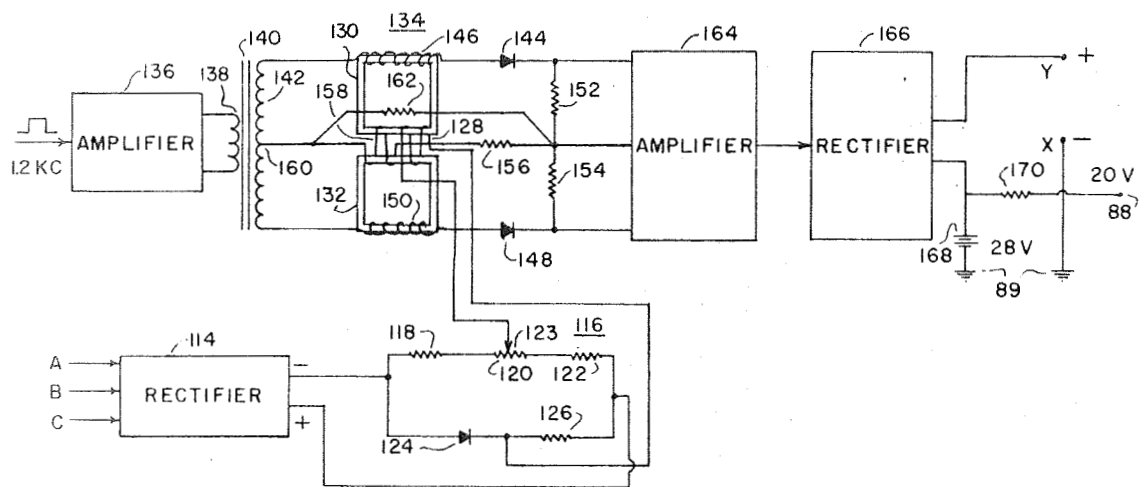 134
140
130
146
144
164
166
136
138
142
162
152
Y +
158
128
AMPLIFIER
AMPLIFIER
RECTIFIER
X −
1.2 KC
160
156
154
170
20 V
132
150
88
148
168
28 V
89
114
118
123
116
A
−
120
122
B
RECTIFIER
C
+
126
124